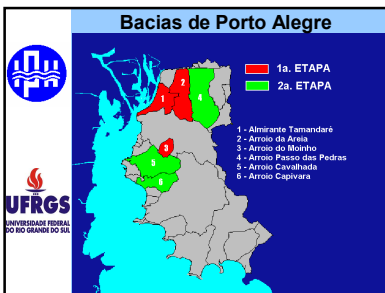 Bacias de Porto Alegre
1a. ETAPA
2a. ETAPA
2
1
4
3
5
6
1 - Almirante Tamandaré
2 - Arroio da Areia
3 - Arroio do Moinho
4 - Arroio Passo das Pedras
5 - Arroio Cavalhada
6 - Arroio Capivara
UFRGS
UNIVERSIDADE FEDERAL
DO RIO GRANDE DO SUL